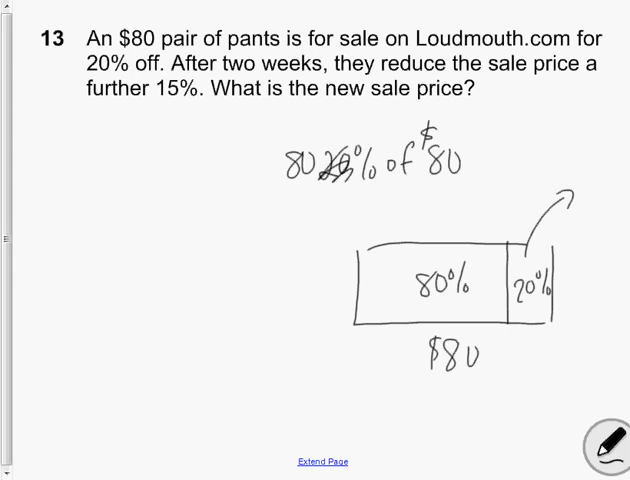 13 An $80 pair of pants is for sale on Loudmouth.com for
20% off. After two weeks, they reduce the sale price a
further 15%. What is the new sale price?
80 % of $80
80% 20%
$80
Extend Page